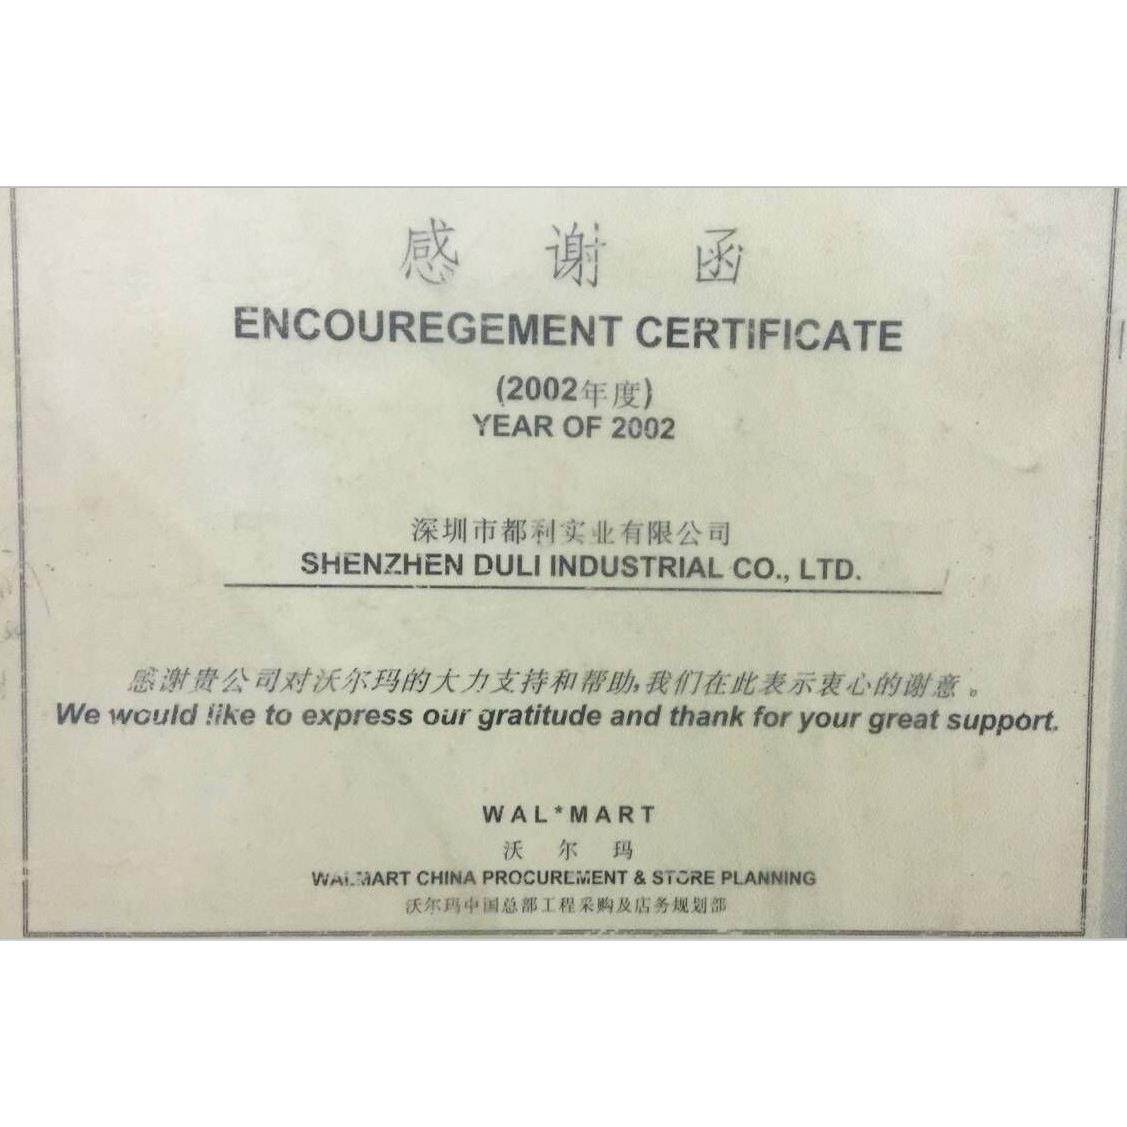 感谢函
ENCOUREGEMENT CERTIFICATE
(2002年度)
YEAR OF 2002
深圳市都利实业有限公司
SHENZHEN DULI INDUSTRIAL CO., LTD.
感谢贵公司对沃尔玛的大力支持和帮助,我们在此表示衷心的谢意。
We would like to express our gratitude and thank for your great support.
WAL*MART
沃尔玛
WALMART CHINA PROCUREMENT & STORE PLANNING
沃尔玛中国总部工程采购及店务规划部